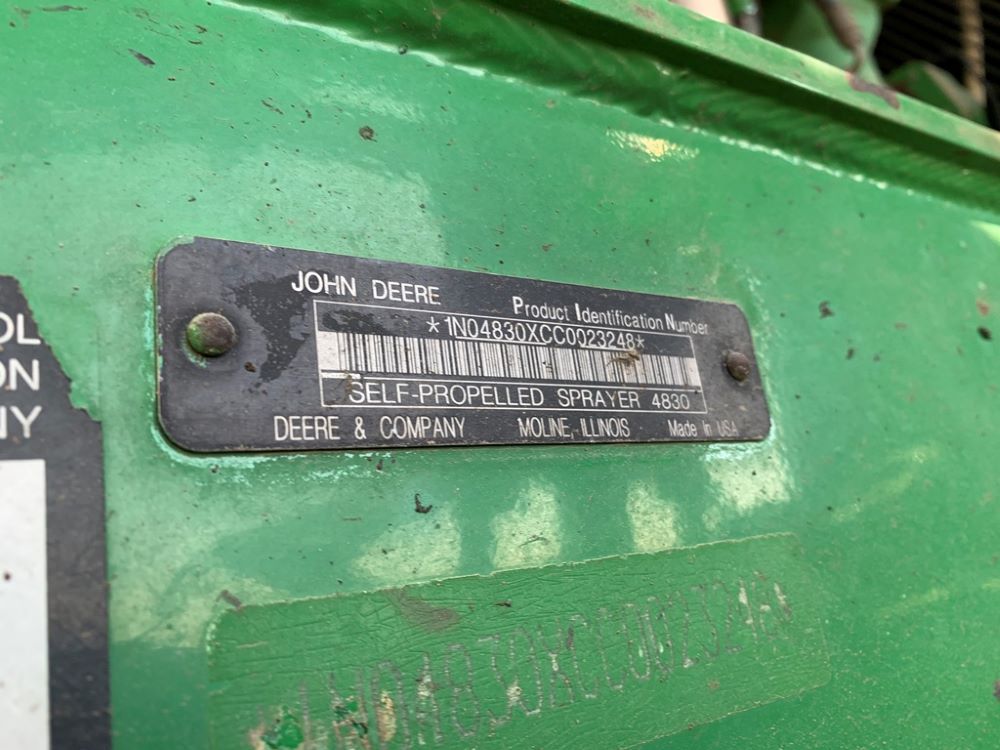 JOHN DEERE
Product Identification Number
*1N04830XCC0023248*
SELF-PROPELLED SPRAYER 4830
DEERE & COMPANY MOLINE, ILLINOIS Made in USA
OL
ON
NY